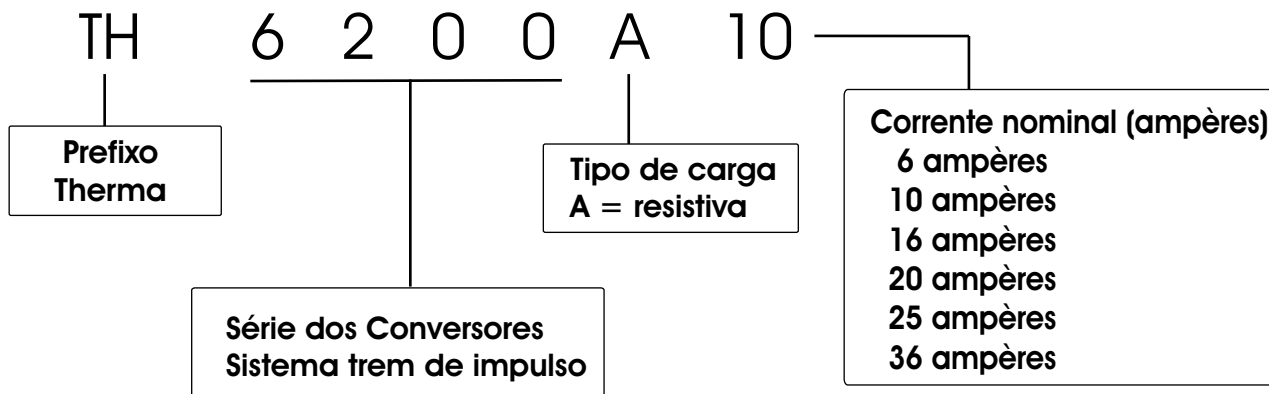 TH 6 2 0 0 A 10
Prefixo
Therma
Tipo de carga
A = resistiva
Corrente nominal (ampères)
6 ampères
10 ampères
16 ampères
20 ampères
25 ampères
36 ampères
Série dos Conversores
Sistema trem de impulso